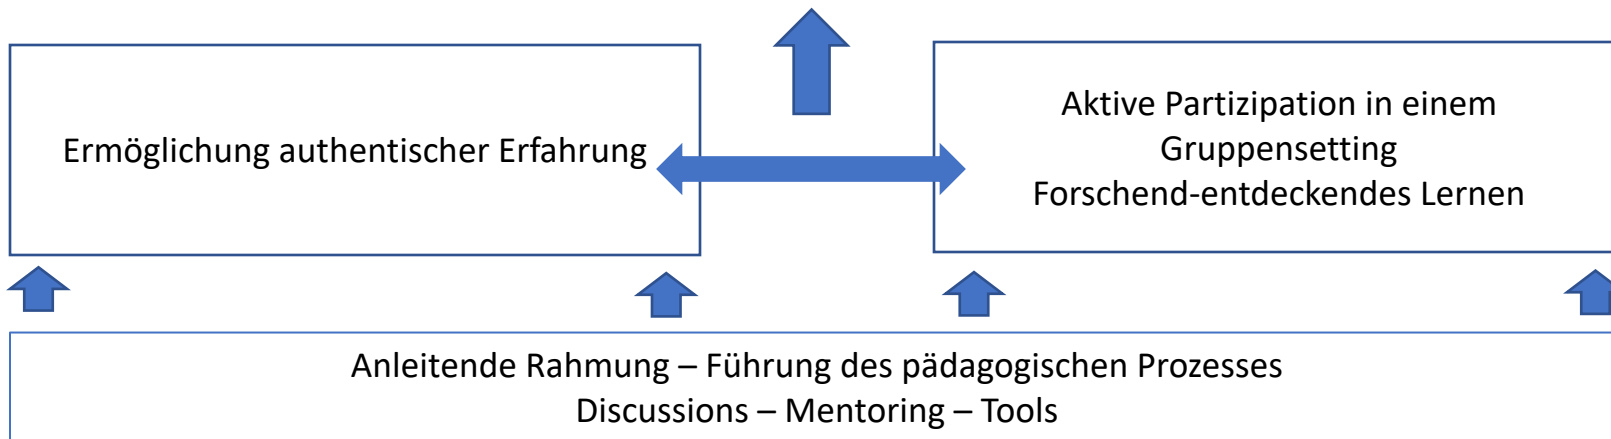 Ermöglichung authentischer Erfahrung
Aktive Partizipation in einem
Gruppensetting
Forschend-entdeckendes Lernen
Anleitende Rahmung – Führung des pädagogischen Prozesses
Discussions – Mentoring – Tools